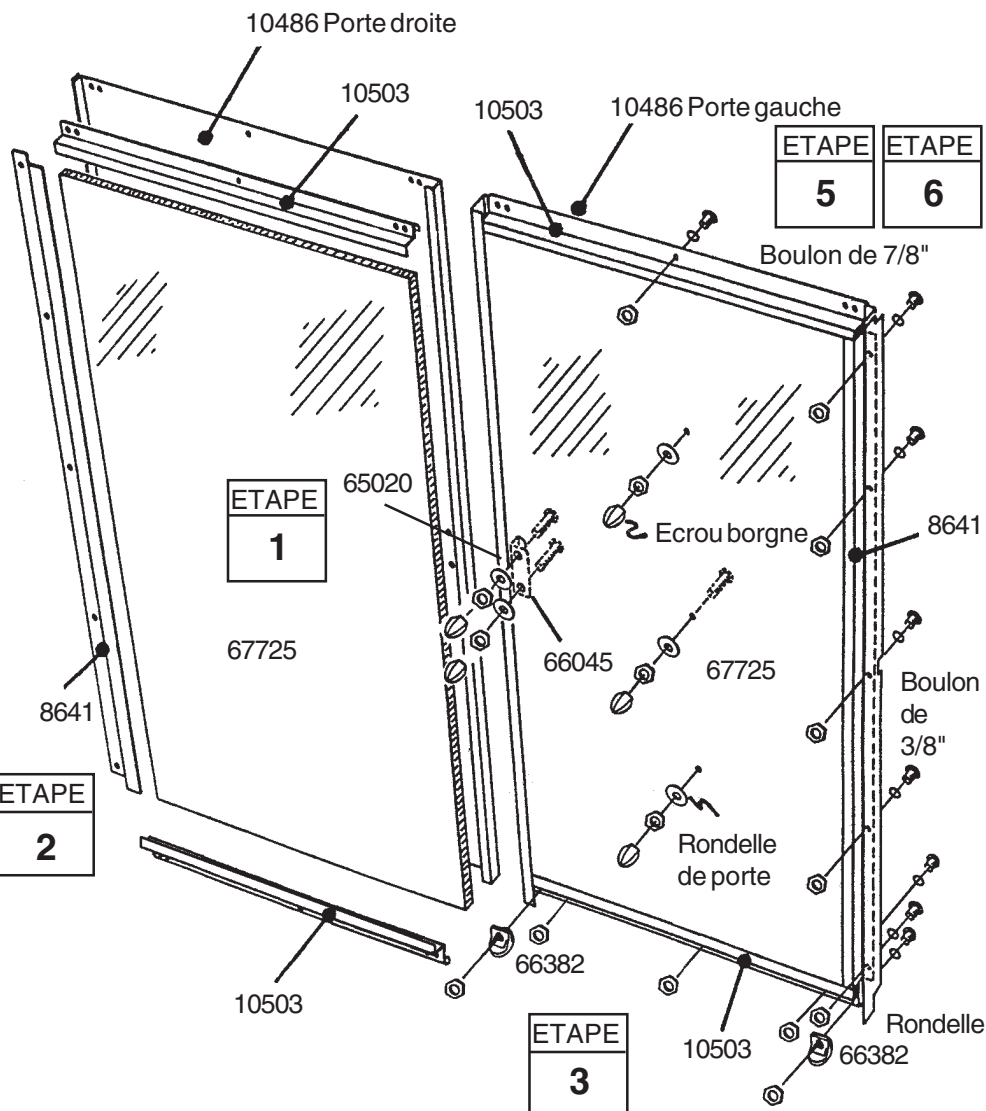 10486 Porte droite
10503
10503
10486 Porte gauche
ETAPE
5
ETAPE
6
Boulon de 7/8"
ETAPE
1
65020
Ecrou borgne
8641
67725
66045
67725
8641
Boulon
de
3/8"
ETAPE
2
Rondelle
de porte
66382
10503
ETAPE
3
10503
Rondelle
66382